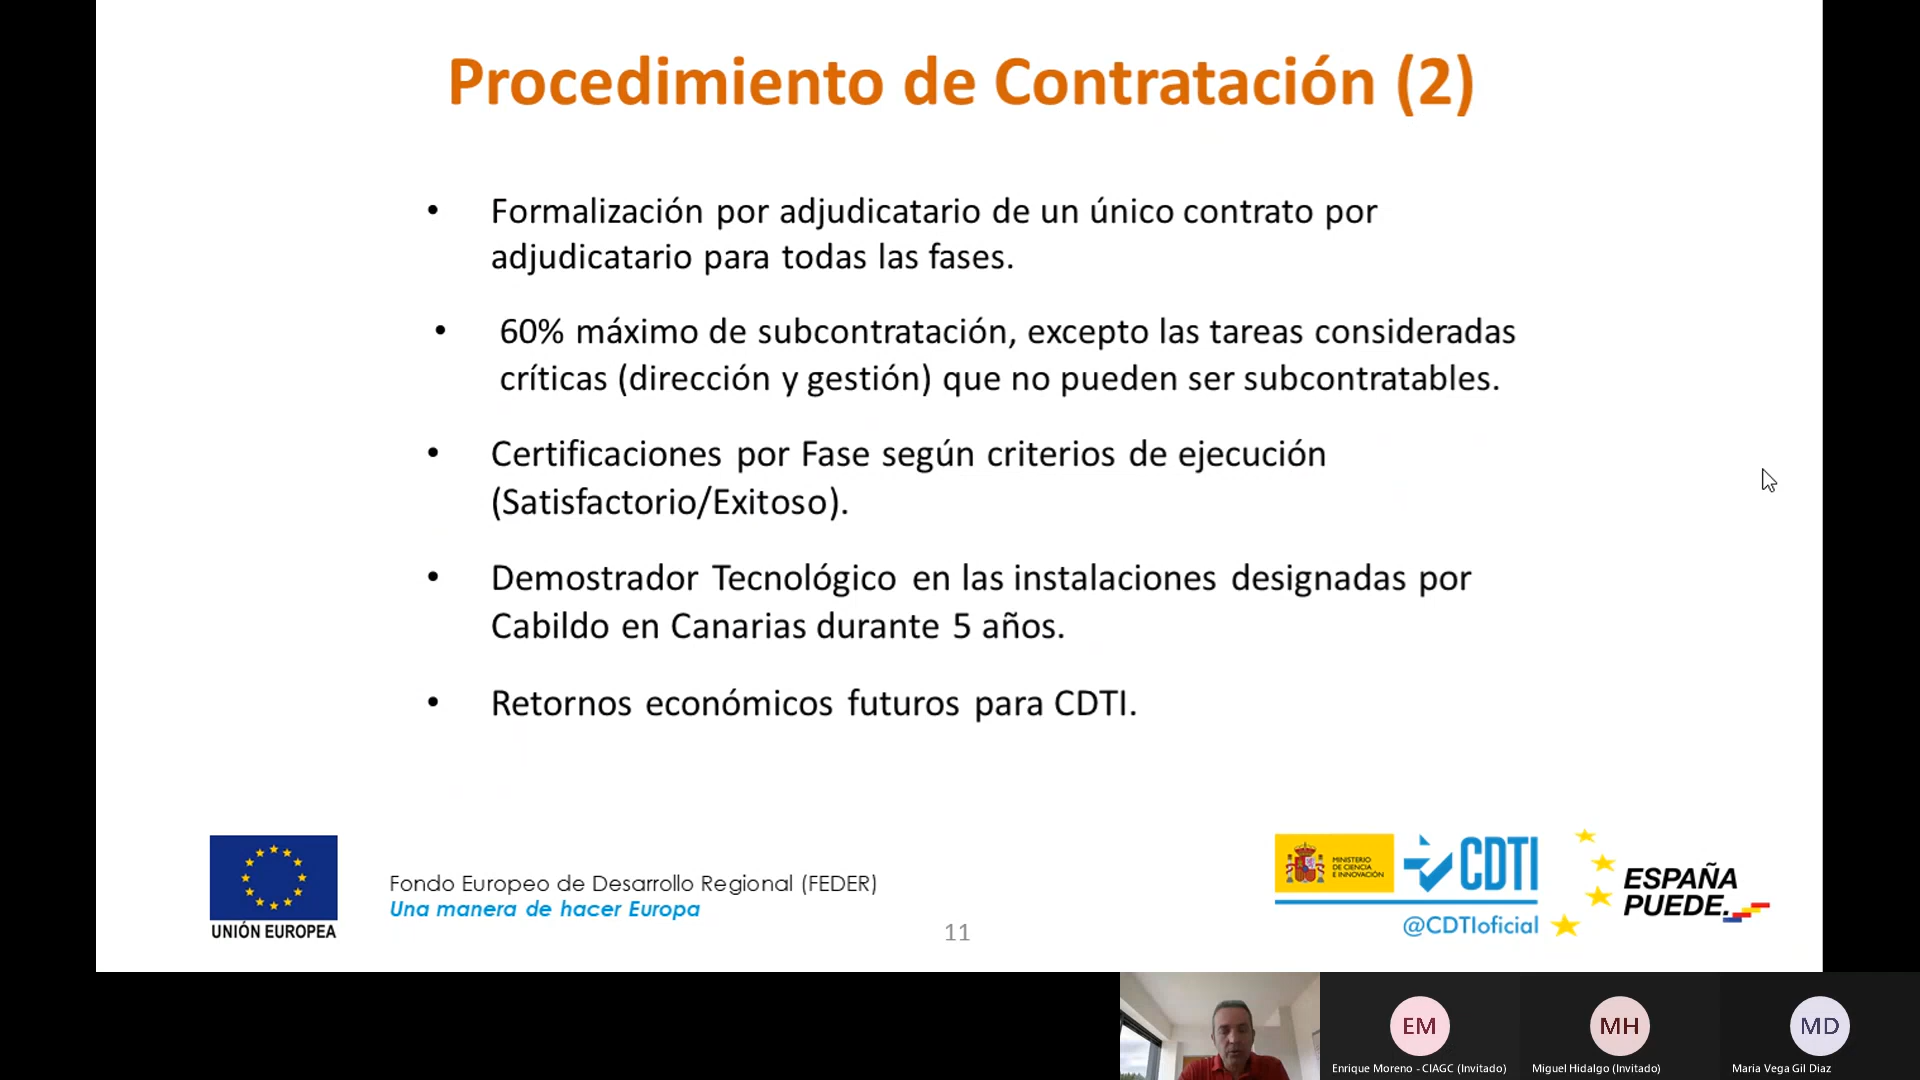 Procedimiento de Contratación (2)
• Formalización por adjudicatario de un único contrato por
adjudicatario para todas las fases.
• 60% máximo de subcontratación, excepto las tareas consideradas
críticas (dirección y gestión) que no pueden ser subcontratables.
• Certificaciones por Fase según criterios de ejecución
(Satisfactorio/Exitoso).
• Demostrador Tecnológico en las instalaciones designadas por
Cabildo en Canarias durante 5 años.
• Retornos económicos futuros para CDTI.
UNIÓN EUROPEA
Fondo Europeo de Desarrollo Regional (FEDER)
Una manera de hacer Europa
11
MINISTERIO
DE CIENCIA
E INNOVACIÓN
CDTI
@CDTIoficial
ESPAÑA
PUEDE.
EM
MH
MD
Enrique Moreno - CIAGC (Invitado)
Miguel Hidalgo (Invitado)
Maria Vega Gil Diaz